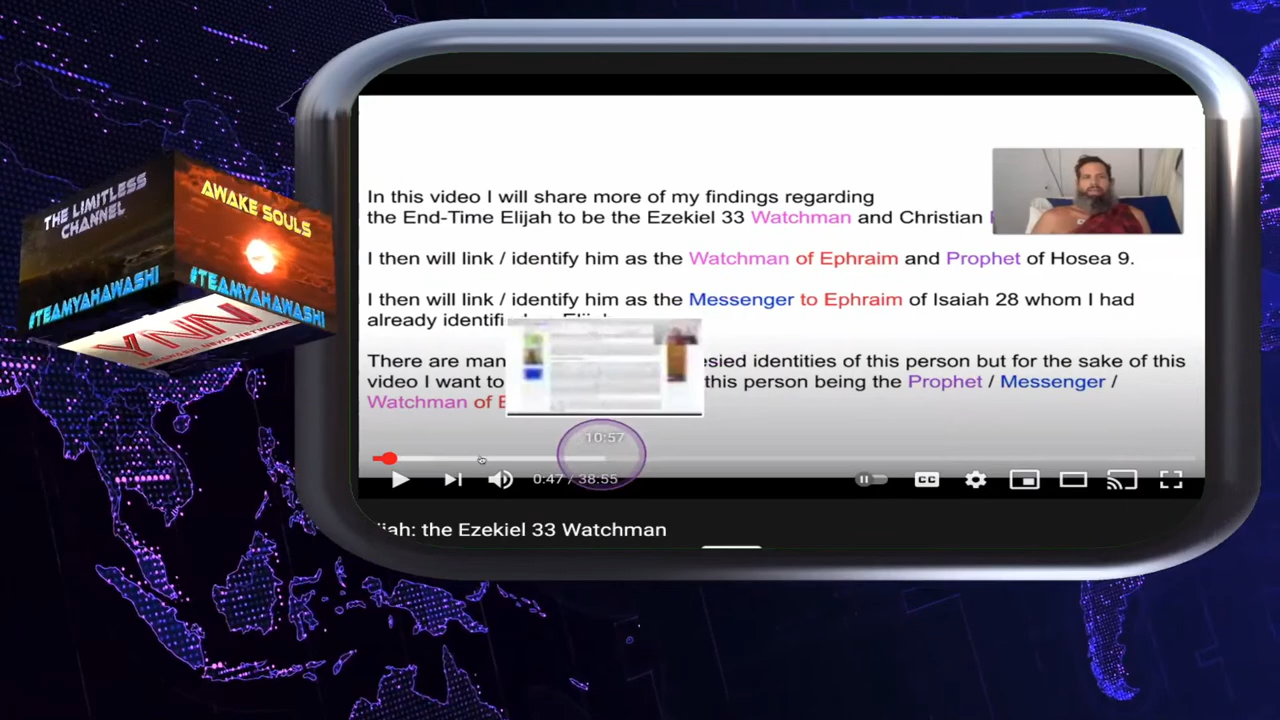 THE LIMITLESS
CHANNEL
#TEAMYAHAWASHI
AWAKE SOULS
#TEAMYAHAWASHI
YNN
In this video I will share more of my findings regarding
the End-Time Elijah to be the Ezekiel 33 Watchman and Christian
I then will link / identify him as the Watchman of Ephraim and Prophet of Hosea 9.
I then will link / identify him as the Messenger to Ephraim of Isaiah 28 whom I had
already
There are esied identities of this person but for the sake of this
video I want to this person being the Prophet / Messenger /
Watchman of
10:57
0:47 / 38:55
CC
jah: the Ezekiel 33 Watchman